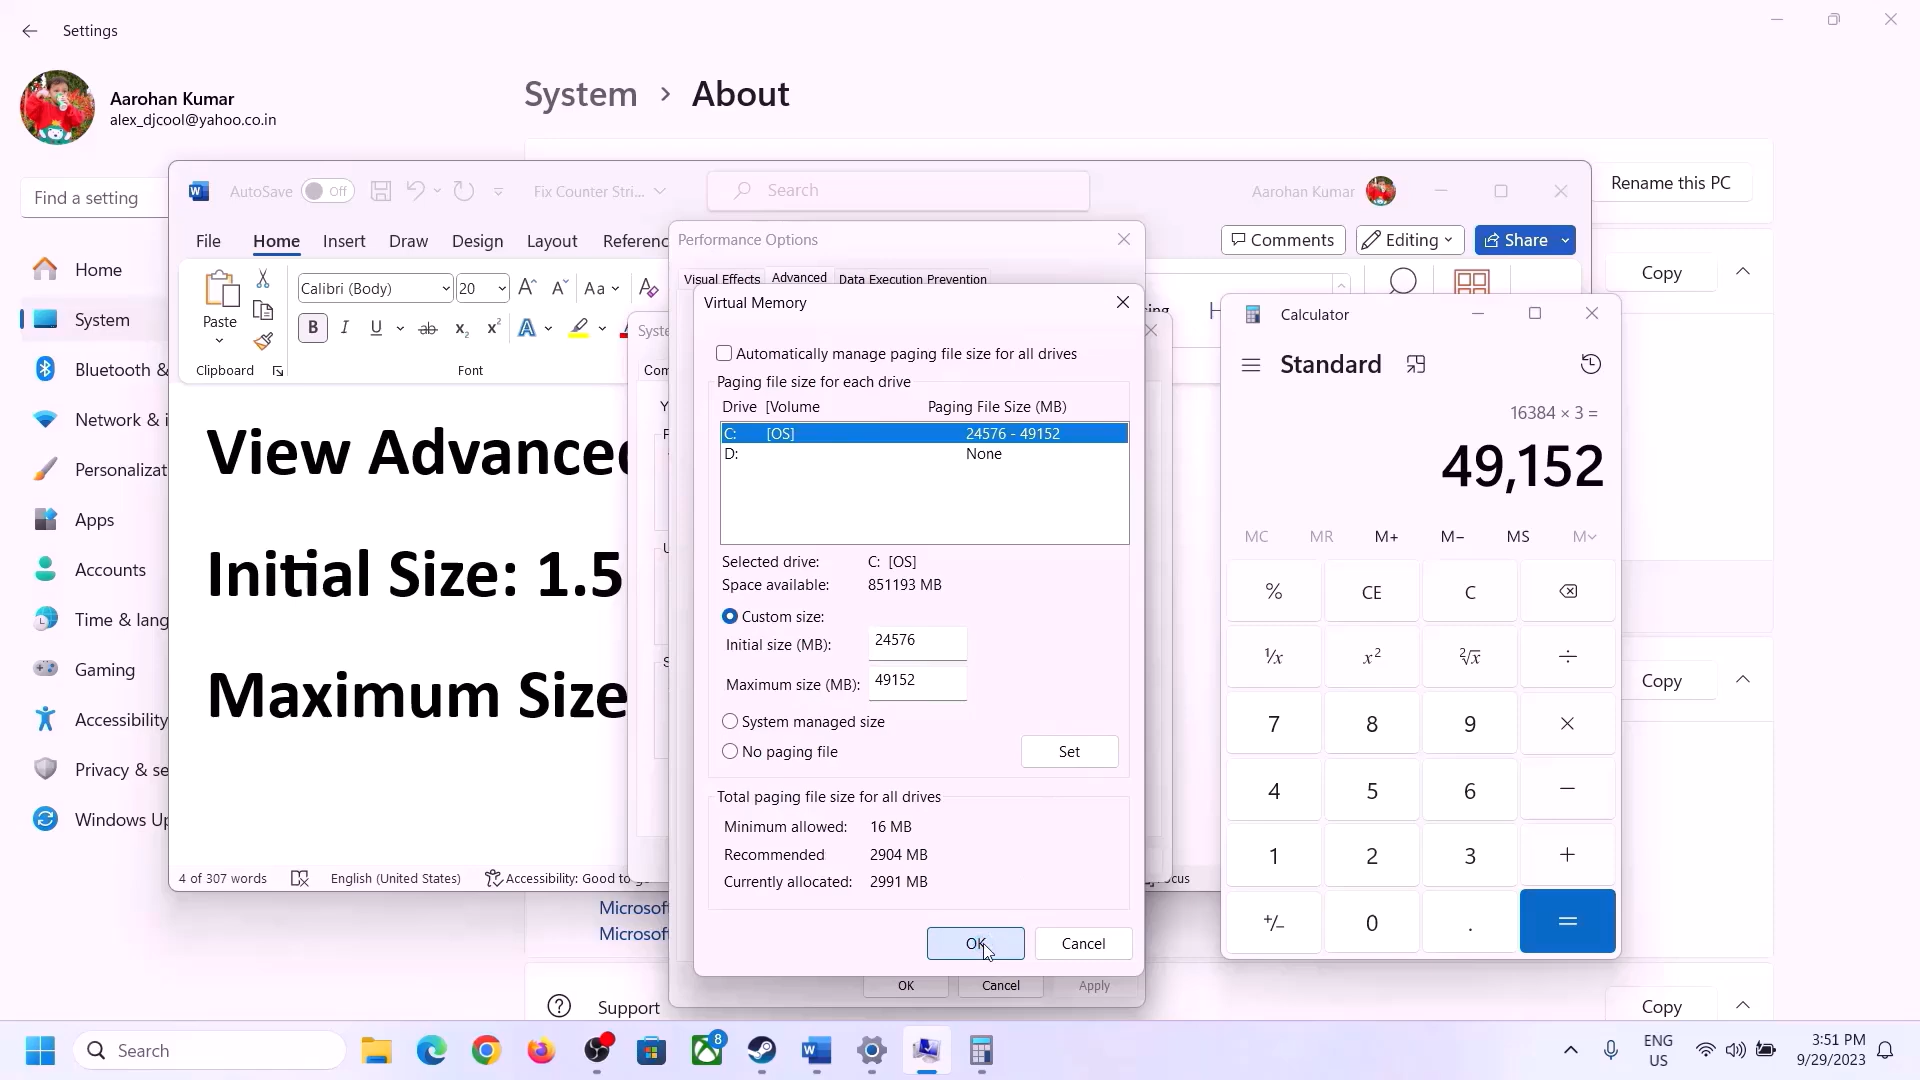 Settings
Aarohan Kumar
alex_djcool@yahoo.co.in
System > About
Find a setting
Home
System
Bluetooth &
Network & i
Personalizat
Apps
Accounts
Time & lang
Gaming
Accessibility
Privacy & se
Windows Up
Rename this PC
Copy
Copy
Copy
Support
Microsof
Microsof
AutoSave Off
Fix Counter Stri...
Search
Aarohan Kumar
File Home Insert Draw Design Layout Referenc
Comments Editing Share
Calibri (Body) 20
Paste
Clipboard
Font
View Advanced
Initial Size: 1.5
Maximum Size
4 of 307 words
English (United States)
Accessibility: Good to g
ocus
Performance Options
Visual Effects Advanced Data Execution Prevention
Syste
Com
Virtual Memory
Automatically manage paging file size for all drives
Paging file size for each drive
Drive [Volume Paging File Size (MB)
C: [OS] 24576 - 49152
D: None
Selected drive: C: [OS]
Space available: 851193 MB
Custom size:
Initial size (MB): 24576
Maximum size (MB): 49152
System managed size
No paging file
Set
Total paging file size for all drives
Minimum allowed: 16 MB
Recommended 2904 MB
Currently allocated: 2991 MB
OK Cancel
OK Cancel Apply
Calculator
Standard
16384 × 3 =
49,152
MC MR M+ M− MS M
% CE C
¹/x x² ²√x ÷
7 8 9 ×
4 5 6 −
1 2 3 +
+/− 0 . =
Search
8
ENG
US
3:51 PM
9/29/2023